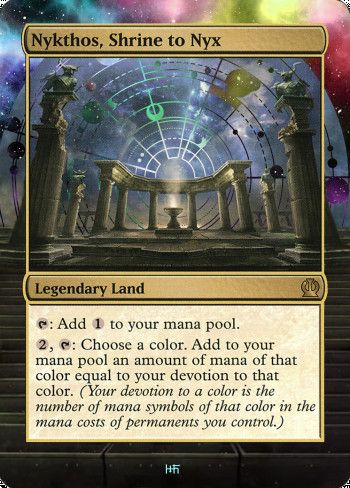 Nykthos, Shrine to Nyx
Legendary Land
: Add 1 to your mana pool.
2, : Choose a color. Add to your
mana pool an amount of mana of that
color equal to your devotion to that
color. (Your devotion to a color is the
number of mana symbols of that color in the
mana costs of permanents you control.)